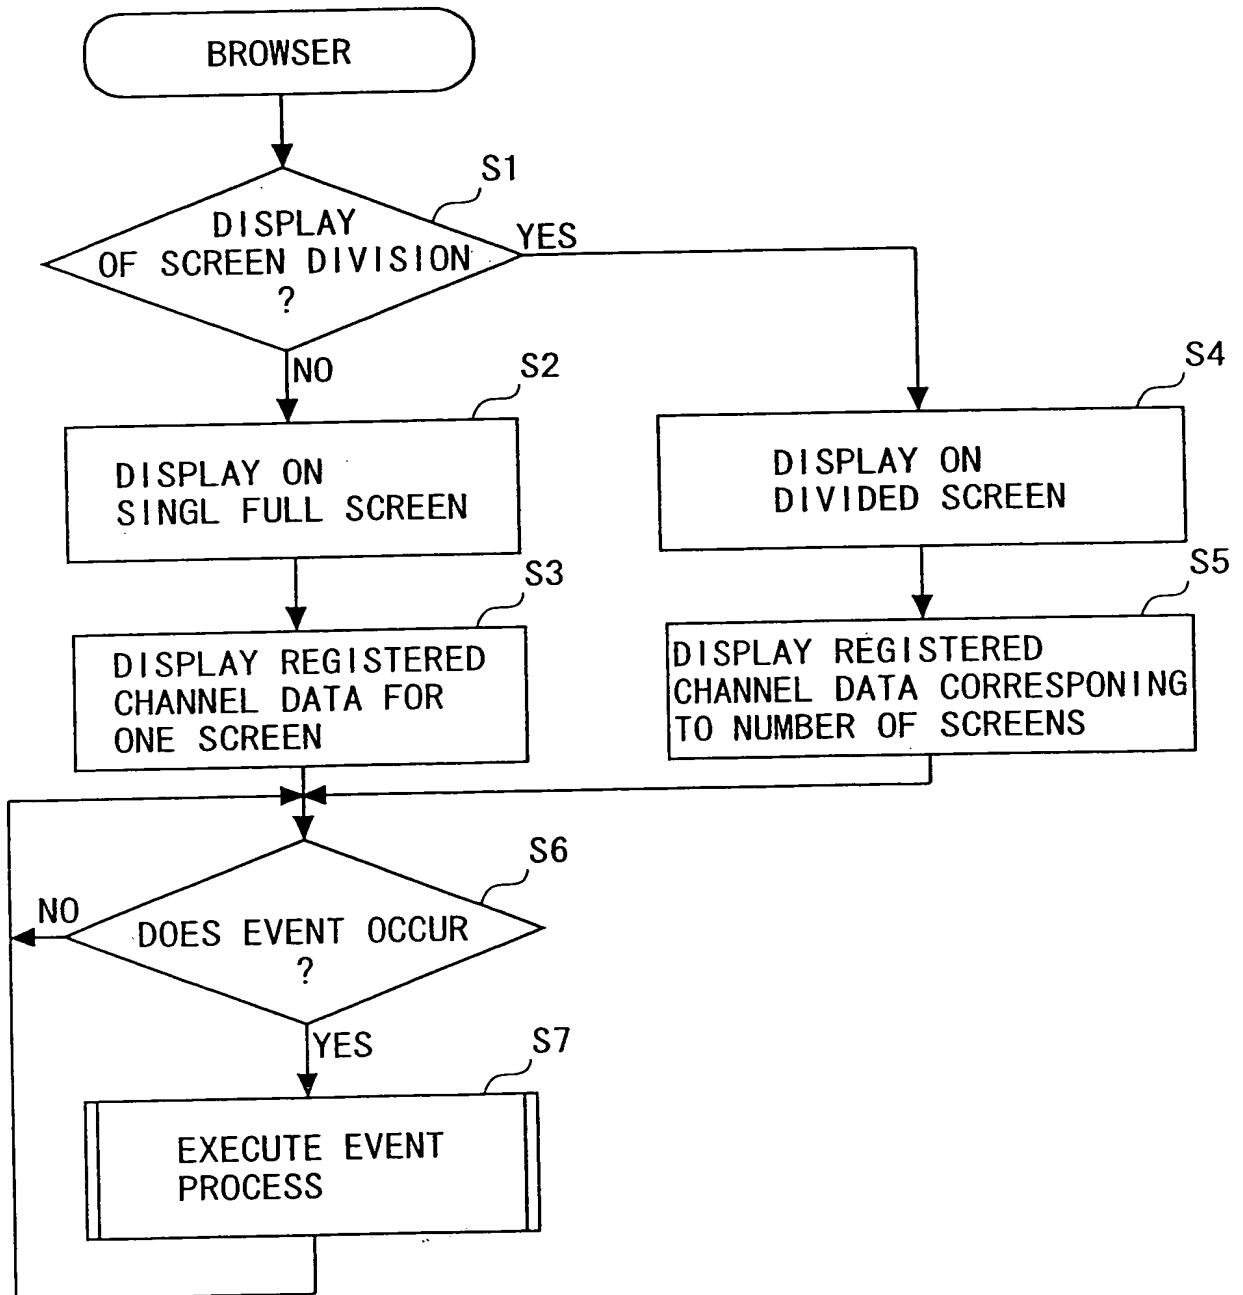 BROWSER
S1
DISPLAY
OF SCREEN DIVISION
?
YES
NO
S2
DISPLAY ON
SINGL FULL SCREEN
S4
DISPLAY ON
DIVIDED SCREEN
S3
DISPLAY REGISTERED
CHANNEL DATA FOR
ONE SCREEN
S5
DISPLAY REGISTERED
CHANNEL DATA CORRESPONING
TO NUMBER OF SCREENS
S6
NO
DOES EVENT OCCUR
?
YES
S7
EXECUTE EVENT
PROCESS